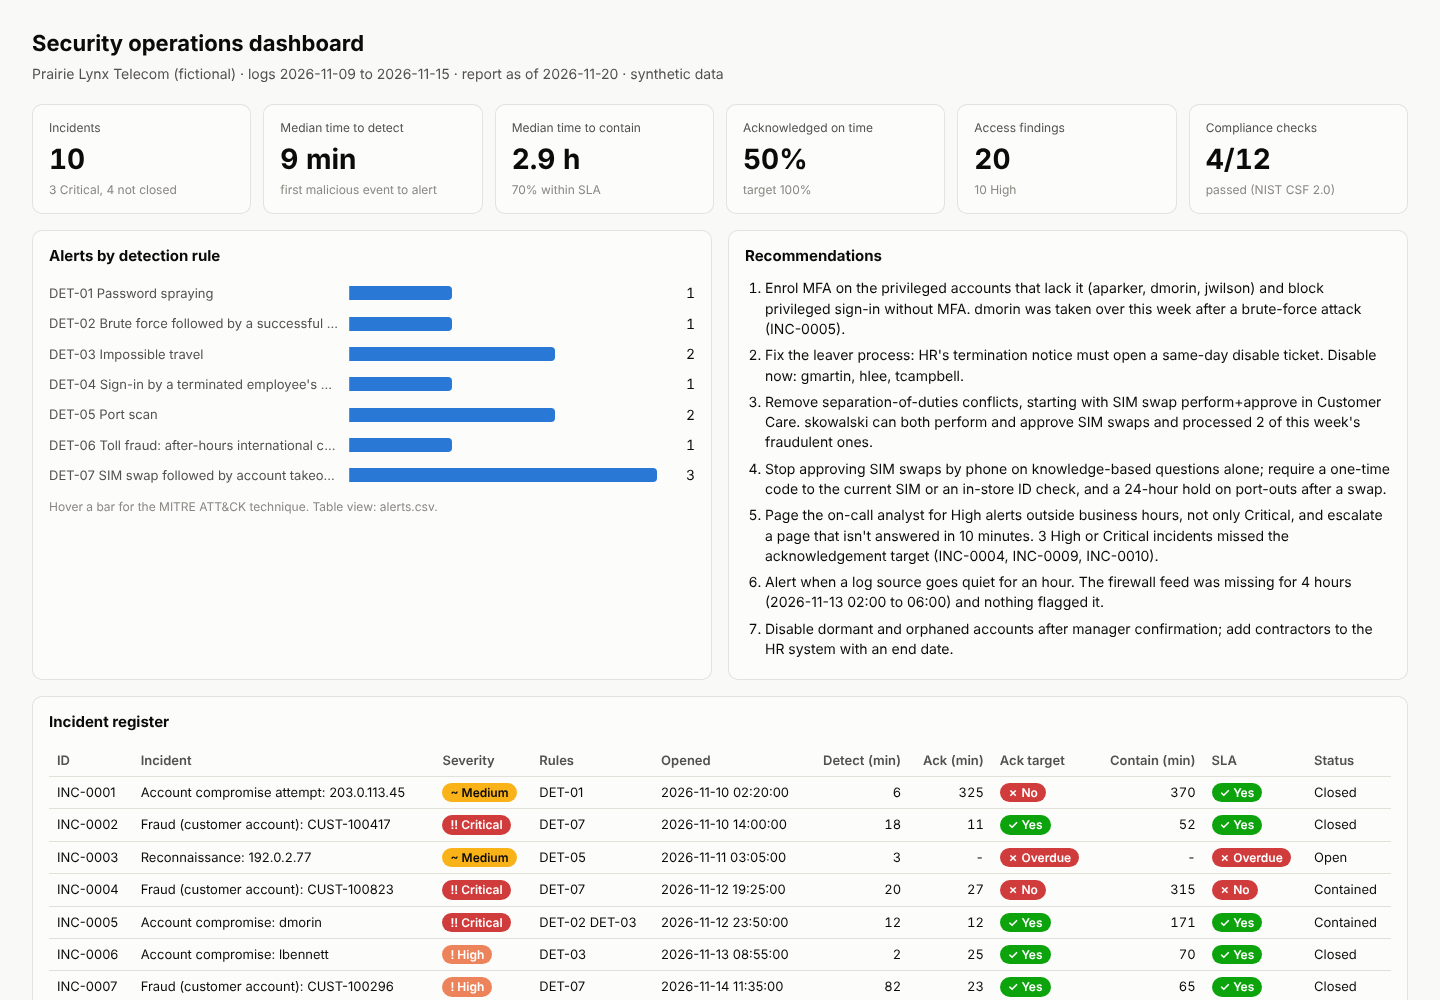 Security operations dashboard
Prairie Lynx Telecom (fictional) · logs 2026-11-09 to 2026-11-15 · report as of 2026-11-20 · synthetic data
Incidents
10
3 Critical, 4 not closed
Median time to detect
9 min
first malicious event to alert
Median time to contain
2.9 h
70% within SLA
Acknowledged on time
50%
target 100%
Access findings
20
10 High
Compliance checks
4/12
passed (NIST CSF 2.0)
Alerts by detection rule
DET-01 Password spraying 1
DET-02 Brute force followed by a successful ... 1
DET-03 Impossible travel 2
DET-04 Sign-in by a terminated employee's ... 1
DET-05 Port scan 2
DET-06 Toll fraud: after-hours international c... 1
DET-07 SIM swap followed by account takeo... 3
Hover a bar for the MITRE ATT&CK technique. Table view: alerts.csv.
Recommendations
1. Enrol MFA on the privileged accounts that lack it (aparker, dmorin, jwilson) and block
privileged sign-in without MFA. dmorin was taken over this week after a brute-force attack
(INC-0005).
2. Fix the leaver process: HR's termination notice must open a same-day disable ticket. Disable
now: gmartin, hlee, tcampbell.
3. Remove separation-of-duties conflicts, starting with SIM swap perform+approve in Customer
Care. skowalski can both perform and approve SIM swaps and processed 2 of this week's
fraudulent ones.
4. Stop approving SIM swaps by phone on knowledge-based questions alone; require a one-time
code to the current SIM or an in-store ID check, and a 24-hour hold on port-outs after a swap.
5. Page the on-call analyst for High alerts outside business hours, not only Critical, and escalate
a page that isn't answered in 10 minutes. 3 High or Critical incidents missed the
acknowledgement target (INC-0004, INC-0009, INC-0010).
6. Alert when a log source goes quiet for an hour. The firewall feed was missing for 4 hours
(2026-11-13 02:00 to 06:00) and nothing flagged it.
7. Disable dormant and orphaned accounts after manager confirmation; add contractors to the
HR system with an end date.
Incident register
ID Incident Severity Rules Opened Detect (min) Ack (min) Ack target Contain (min) SLA Status
INC-0001 Account compromise attempt: 203.0.113.45 ~ Medium DET-01 2026-11-10 02:20:00 6 325 × No 370 ✓ Yes Closed
INC-0002 Fraud (customer account): CUST-100417 !! Critical DET-07 2026-11-10 14:00:00 18 11 ✓ Yes 52 ✓ Yes Closed
INC-0003 Reconnaissance: 192.0.2.77 ~ Medium DET-05 2026-11-11 03:05:00 3 - × Overdue - × Overdue Open
INC-0004 Fraud (customer account): CUST-100823 !! Critical DET-07 2026-11-12 19:25:00 20 27 × No 315 × No Contained
INC-0005 Account compromise: dmorin !! Critical DET-02 DET-03 2026-11-12 23:50:00 12 12 ✓ Yes 171 ✓ Yes Contained
INC-0006 Account compromise: lbennett ! High DET-03 2026-11-13 08:55:00 2 25 ✓ Yes 70 ✓ Yes Closed
INC-0007 Fraud (customer account): CUST-100296 ! High DET-07 2026-11-14 11:35:00 82 23 ✓ Yes 65 ✓ Yes Closed